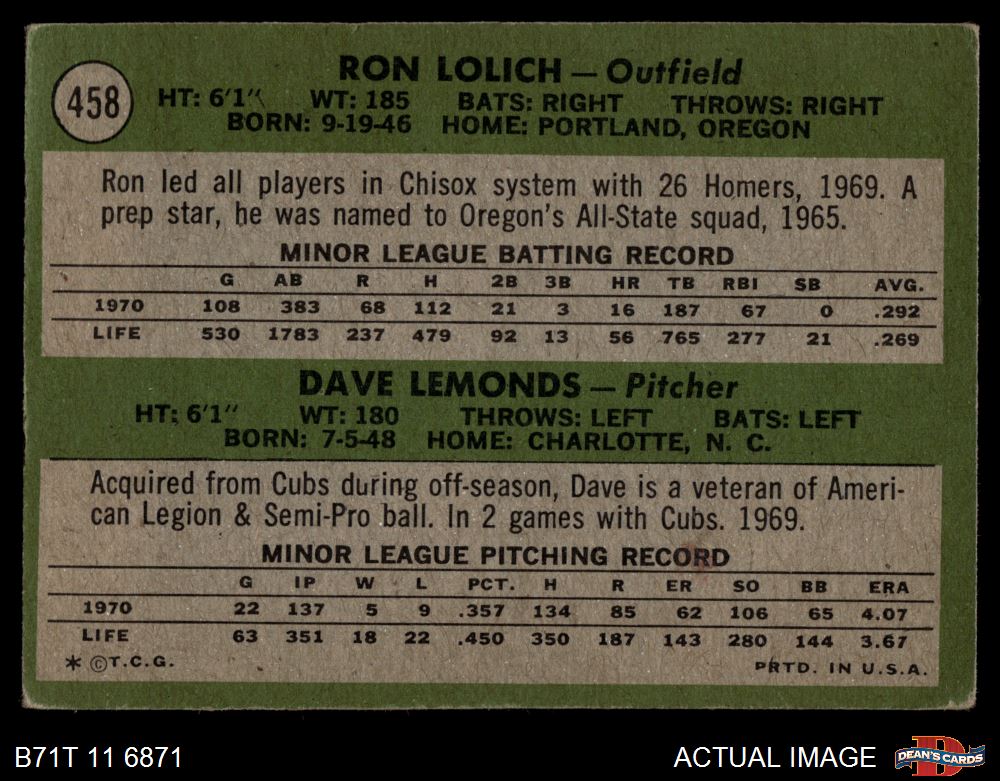 458
RON LOLICH — Outfield
HT: 6'1" WT: 185 BATS: RIGHT THROWS: RIGHT
BORN: 9-19-46 HOME: PORTLAND, OREGON
Ron led all players in Chisox system with 26 Homers, 1969. A
prep star, he was named to Oregon's All-State squad, 1965.
MINOR LEAGUE BATTING RECORD
G AB R H 2B 3B HR TB RBI SB AVG.
1970 108 383 68 112 21 3 16 187 67 0 .292
LIFE 530 1783 237 479 92 13 56 765 277 21 .269
DAVE LEMONDS — Pitcher
HT: 6'1" WT: 180 THROWS: LEFT BATS: LEFT
BORN: 7-5-48 HOME: CHARLOTTE, N. C.
Acquired from Cubs during off-season, Dave is a veteran of Ameri-
can Legion & Semi-Pro ball. In 2 games with Cubs. 1969.
MINOR LEAGUE PITCHING RECORD
G IP W L PCT. H R ER SO BB ERA
1970 22 137 5 9 .357 134 85 62 106 65 4.07
LIFE 63 351 18 22 .450 350 187 143 280 144 3.67
* ©T.C.G. PRTD. IN U.S.A.
B71T 11 6871 ACTUAL IMAGE D DEAN'S CARDS